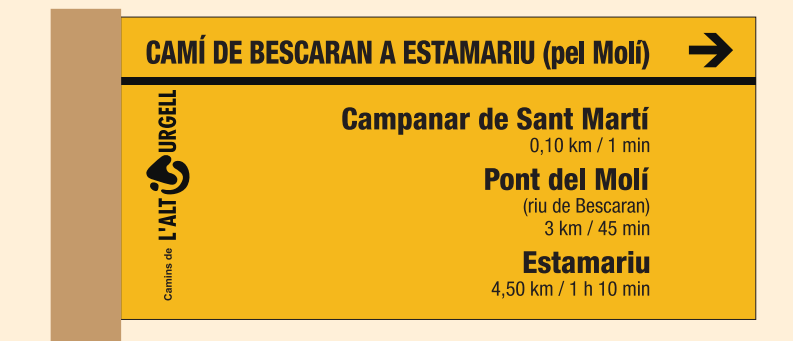 CAMÍ DE BESCARAN A ESTAMARIU (pel Molí)
Campanar de Sant Martí
0,10 km / 1 min
Pont del Molí
(riu de Bescaran)
3 km / 45 min
Estamariu
4,50 km / 1 h 10 min
Camins de L'ALT URGELL